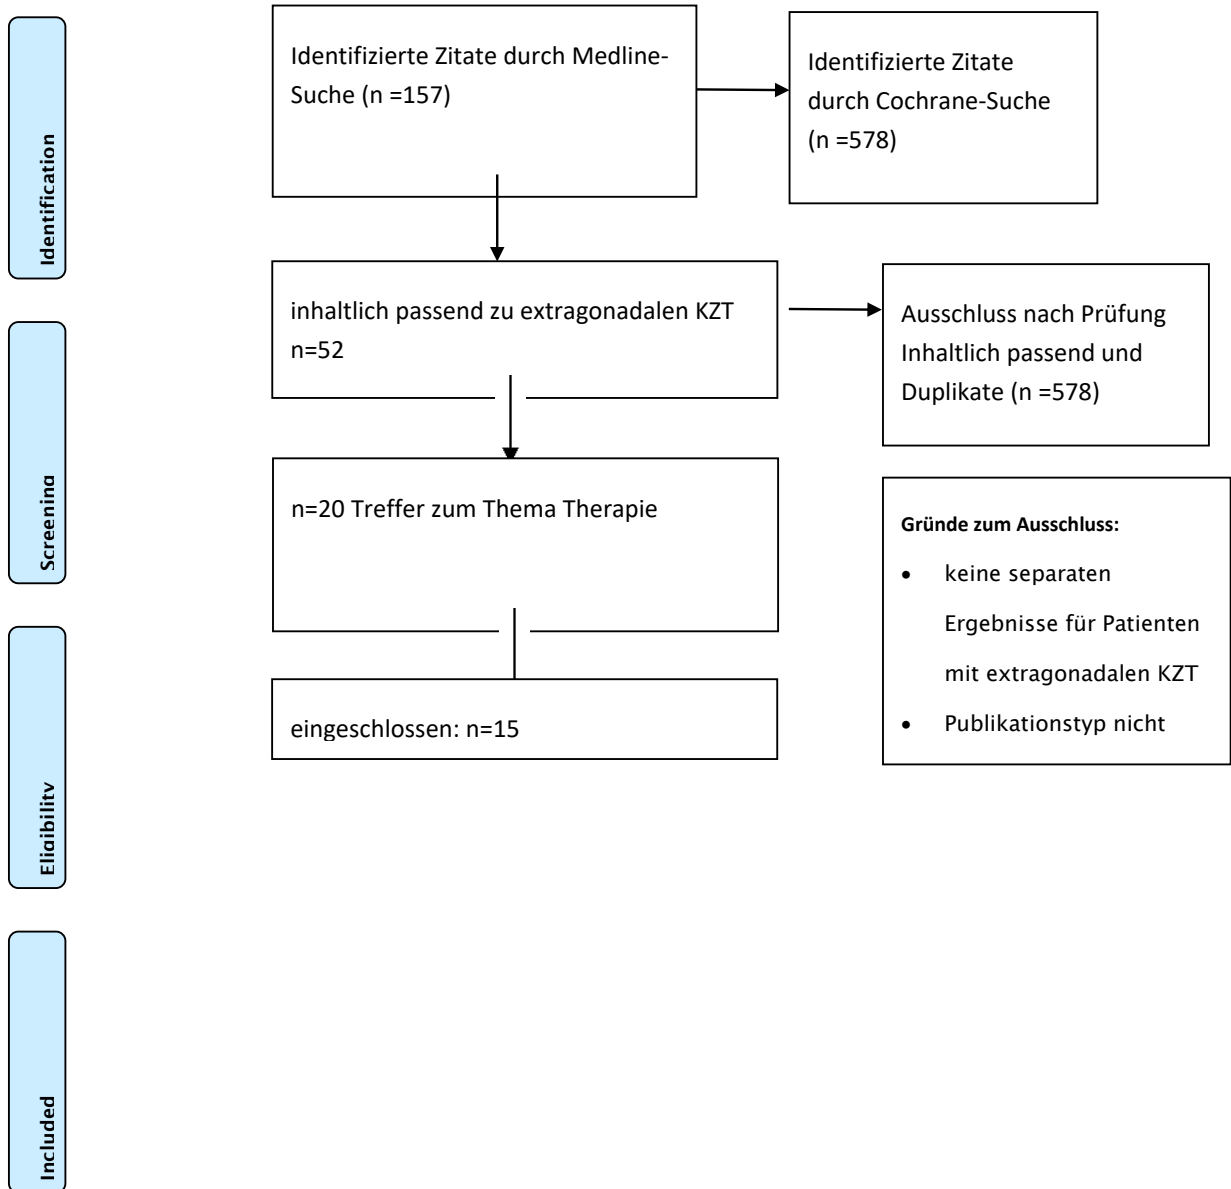 Identification
Identifizierte Zitate durch Medline-
Suche (n =157)
Identifizierte Zitate
durch Cochrane-Suche
(n =578)
Screening
inhaltlich passend zu extragonadalen KZT
n=52
Ausschluss nach Prüfung
Inhaltlich passend und
Duplikate (n =578)
n=20 Treffer zum Thema Therapie
Gründe zum Ausschluss:
• keine separaten
Ergebnisse für Patienten
mit extragonadalen KZT
• Publikationstyp nicht
Eligibility
eingeschlossen: n=15
Included